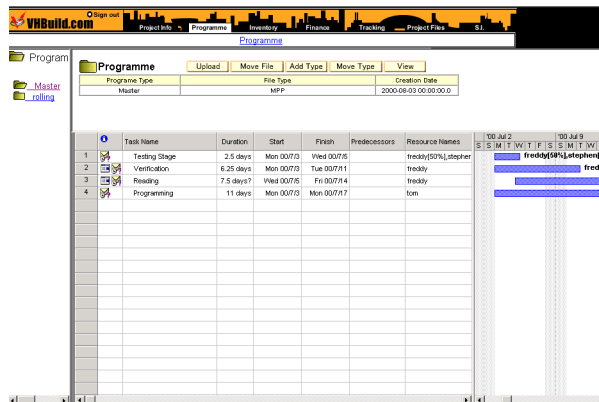 VHBuild.com
Sign out
Project Info Programme Inventory Finance Tracking Project Files S.I.
Programme
Program
Master
rolling
Programme Upload Move File Add Type Move Type View
Programe Type File Type Creation Date
Master MPP 2000-08-03 00:00:00.0
Task Name Duration Start Finish Predecessors Resource Names '00 Jul 2 '00 Jul 9
S S M T W T F S S M T W
1 Testing Stage 2.5 days Mon 00/7/3 Wed 00/7/5 freddy[50%],stephen freddy[50%],stephen[
2 Verification 6.25 days Mon 00/7/3 Tue 00/7/11 freddy fred
3 Reading 7.5 days? Wed 00/7/5 Fri 00/7/14 freddy
4 Programming 11 days Mon 00/7/3 Mon 00/7/17 tom